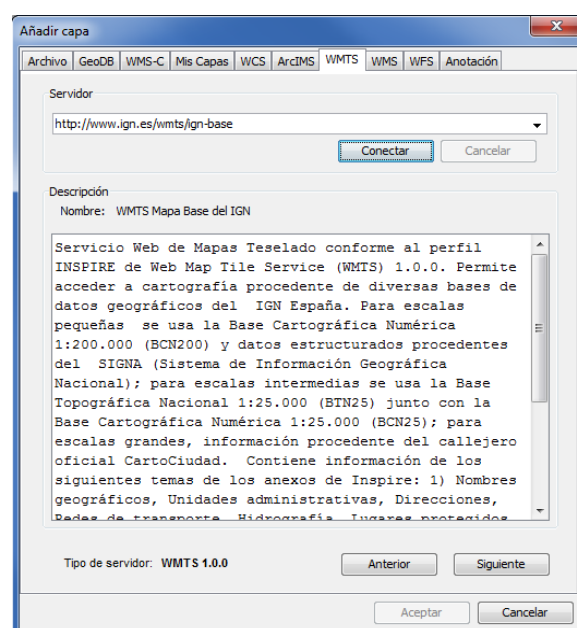 Añadir capa
Archivo GeoDB WMS-C Mis Capas WCS ArcIMS WMTS WMS WFS Anotación
Servidor
http://www.ign.es/wmts/ign-base
Conectar Cancelar
Descripción
Nombre: WMTS Mapa Base del IGN
Servicio Web de Mapas Teselado conforme al perfil
INSPIRE de Web Map Tile Service (WMTS) 1.0.0. Permite
acceder a cartografía procedente de diversas bases de
datos geográficos del IGN España. Para escalas
pequeñas se usa la Base Cartográfica Numérica
1:200.000 (BCN200) y datos estructurados procedentes
del SIGNA (Sistema de Información Geográfica
Nacional); para escalas intermedias se usa la Base
Topográfica Nacional 1:25.000 (BTN25) junto con la
Base Cartográfica Numérica 1:25.000 (BCN25); para
escalas grandes, información procedente del callejero
oficial CartoCiudad. Contiene información de los
siguientes temas de los anexos de Inspire: 1) Nombres
geográficos, Unidades administrativas, Direcciones,
Redes de transporte, Hidrografía, Lugares protegidos
Tipo de servidor: WMTS 1.0.0
Anterior Siguiente
Aceptar Cancelar